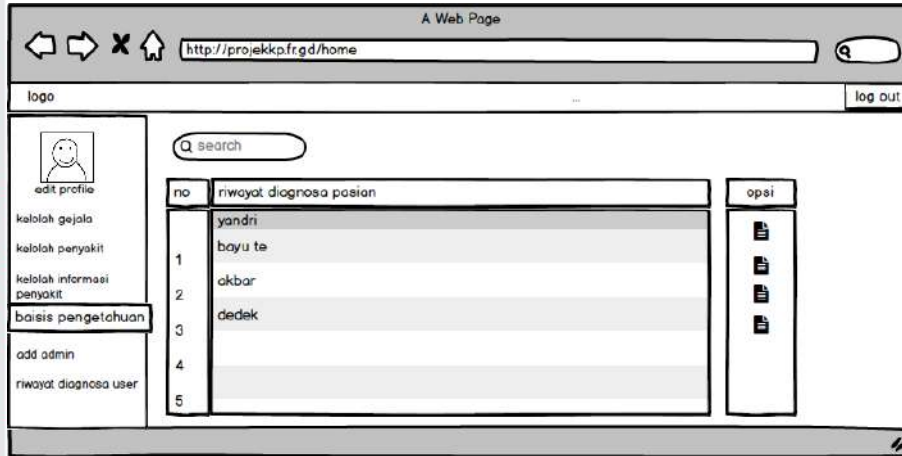 A Web Page
http://projekkp.fr.gd/home
logo
...
log out
search
edit profile
no
riwayat diagnosa pasian
opsi
kelolah gejala
kelolah penyakit
kelolah informasi
penyakit
baisis pengetahuan
add admin
riwayat diagnosa user
yandri
1
bayu te
2
akbar
3
dedek
4
5